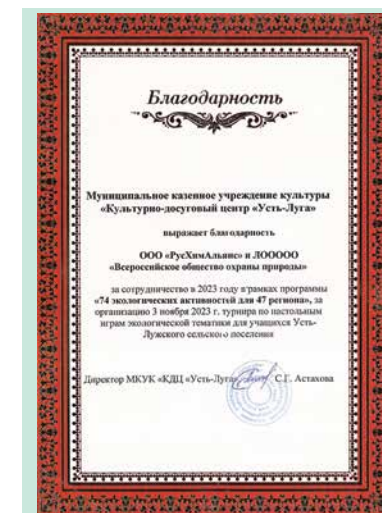 Благодарность
Муниципальное казенное учреждение культуры
«Культурно-досуговый центр «Усть-Луга»
выражает благодарность
ООО «РусХимАльянс» и ЛООООО
«Всероссийское общество охраны природы»
за сотрудничество в 2023 году в рамках программы
«74 экологических активностей для 47 региона», за
организацию 3 ноября 2023 г. турнира по настольным
играм экологической тематики для учащихся Усть-
Лужского сельского поселения
Директор МКУК «КДЦ «Усть-Луга» С.Г. Астахова